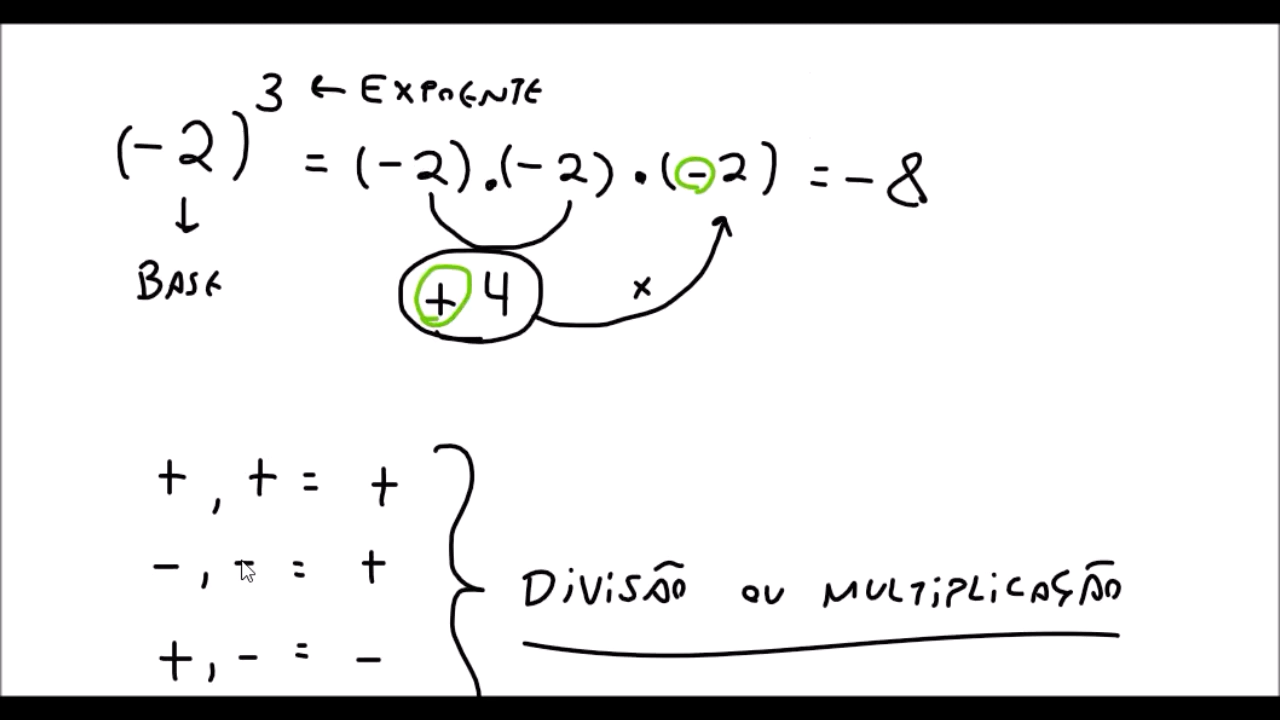 (-2)³ ← EXPOENTE
= (-2).(-2).(-2) = -8
↓
BASE
+4
x
+ , + = +
- , - = +
+ , - = -
DIVISÃO OU MULTIPLICAÇÃO